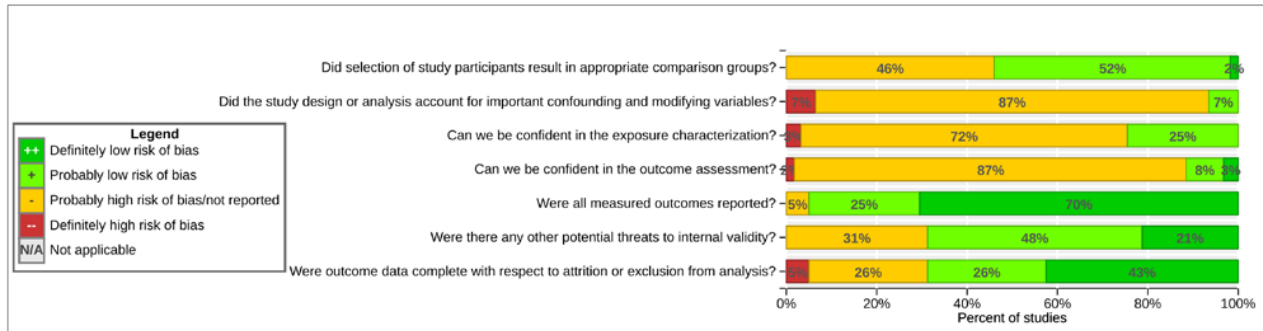 Did selection of study participants result in appropriate comparison groups? 46% 52% 2%
Did the study design or analysis account for important confounding and modifying variables? 7% 87% 7%
Can we be confident in the exposure characterization? 3% 72% 25%
Can we be confident in the outcome assessment? 2% 87% 8% 3%
Were all measured outcomes reported? 5% 25% 70%
Were there any other potential threats to internal validity? 31% 48% 21%
Were outcome data complete with respect to attrition or exclusion from analysis? 5% 26% 26% 43%
0% 20% 40% 60% 80% 100%
Percent of studies
Legend
++ Definitely low risk of bias
+ Probably low risk of bias
- Probably high risk of bias/not reported
-- Definitely high risk of bias
N/A Not applicable